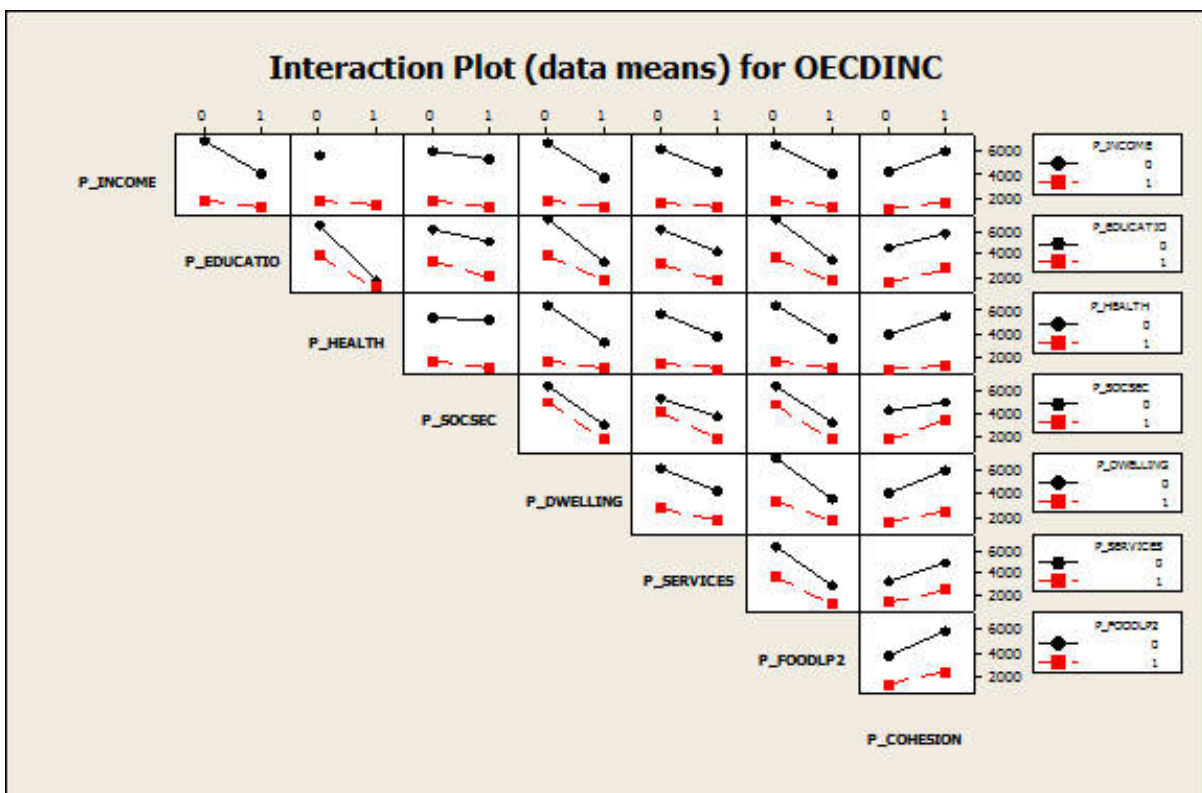 Interaction Plot (data means) for OECDINC
0 1 0 1 0 1 0 1 0 1 0 1 0 1
P_INCOME
6000
4000
2000
P_INCOME
0
1
P_EDUCATIO
6000
4000
2000
P_EDUCATIO
0
1
P_HEALTH
6000
4000
2000
P_HEALTH
0
1
P_SOCSEC
6000
4000
2000
P_SOCSEC
0
1
P_DWELLING
6000
4000
2000
P_DWELLING
0
1
P_SERVICES
6000
4000
2000
P_SERVICES
0
1
P_FOODLP2
6000
4000
2000
P_FOODLP2
0
1
P_COHESION